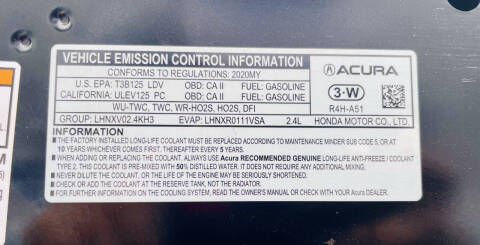 VEHICLE EMISSION CONTROL INFORMATION
CONFORMS TO REGULATIONS: 2020MY
U.S. EPA: T3B125 LDV OBD: CA II FUEL: GASOLINE
CALIFORNIA: ULEV125 PC OBD: CA II FUEL: GASOLINE
WU-TWC, TWC, WR-HO2S, HO2S, DFI
GROUP: LHNXV02.4KH3 EVAP: LHNXR0111VSA 2.4L
ACURA
3-W
R4H-A51
HONDA MOTOR CO., LTD.
INFORMATION
THE FACTORY INSTALLED LONG-LIFE COOLANT MUST BE REPLACED ACCORDING TO MAINTENANCE MINDER SUB CODE 5, OR AT
10 YEARS WHICHEVER COMES FIRST. THEREAFTER EVERY 5 YEARS.
WHEN ADDING OR REPLACING THE COOLANT, ALWAYS USE Acura RECOMMENDED GENUINE LONG-LIFE ANTI-FREEZE / COOLANT
TYPE 2. THIS COOLANT IS PRE-MIXED WITH 50% DISTILLED WATER. IT DOES NOT REQUIRE ANY ADDITIONAL MIXING.
NEVER DILUTE THE COOLANT, OR THE LIFE OF THE ENGINE MAY BE SERIOUSLY SHORTENED.
CHECK OR ADD THE COOLANT AT THE RESERVE TANK, NOT THE RADIATOR.
FOR FURTHER INFORMATION ON THE COOLING SYSTEM, READ THE OWNER'S MANUAL OR CHECK WITH YOUR Acura DEALER.